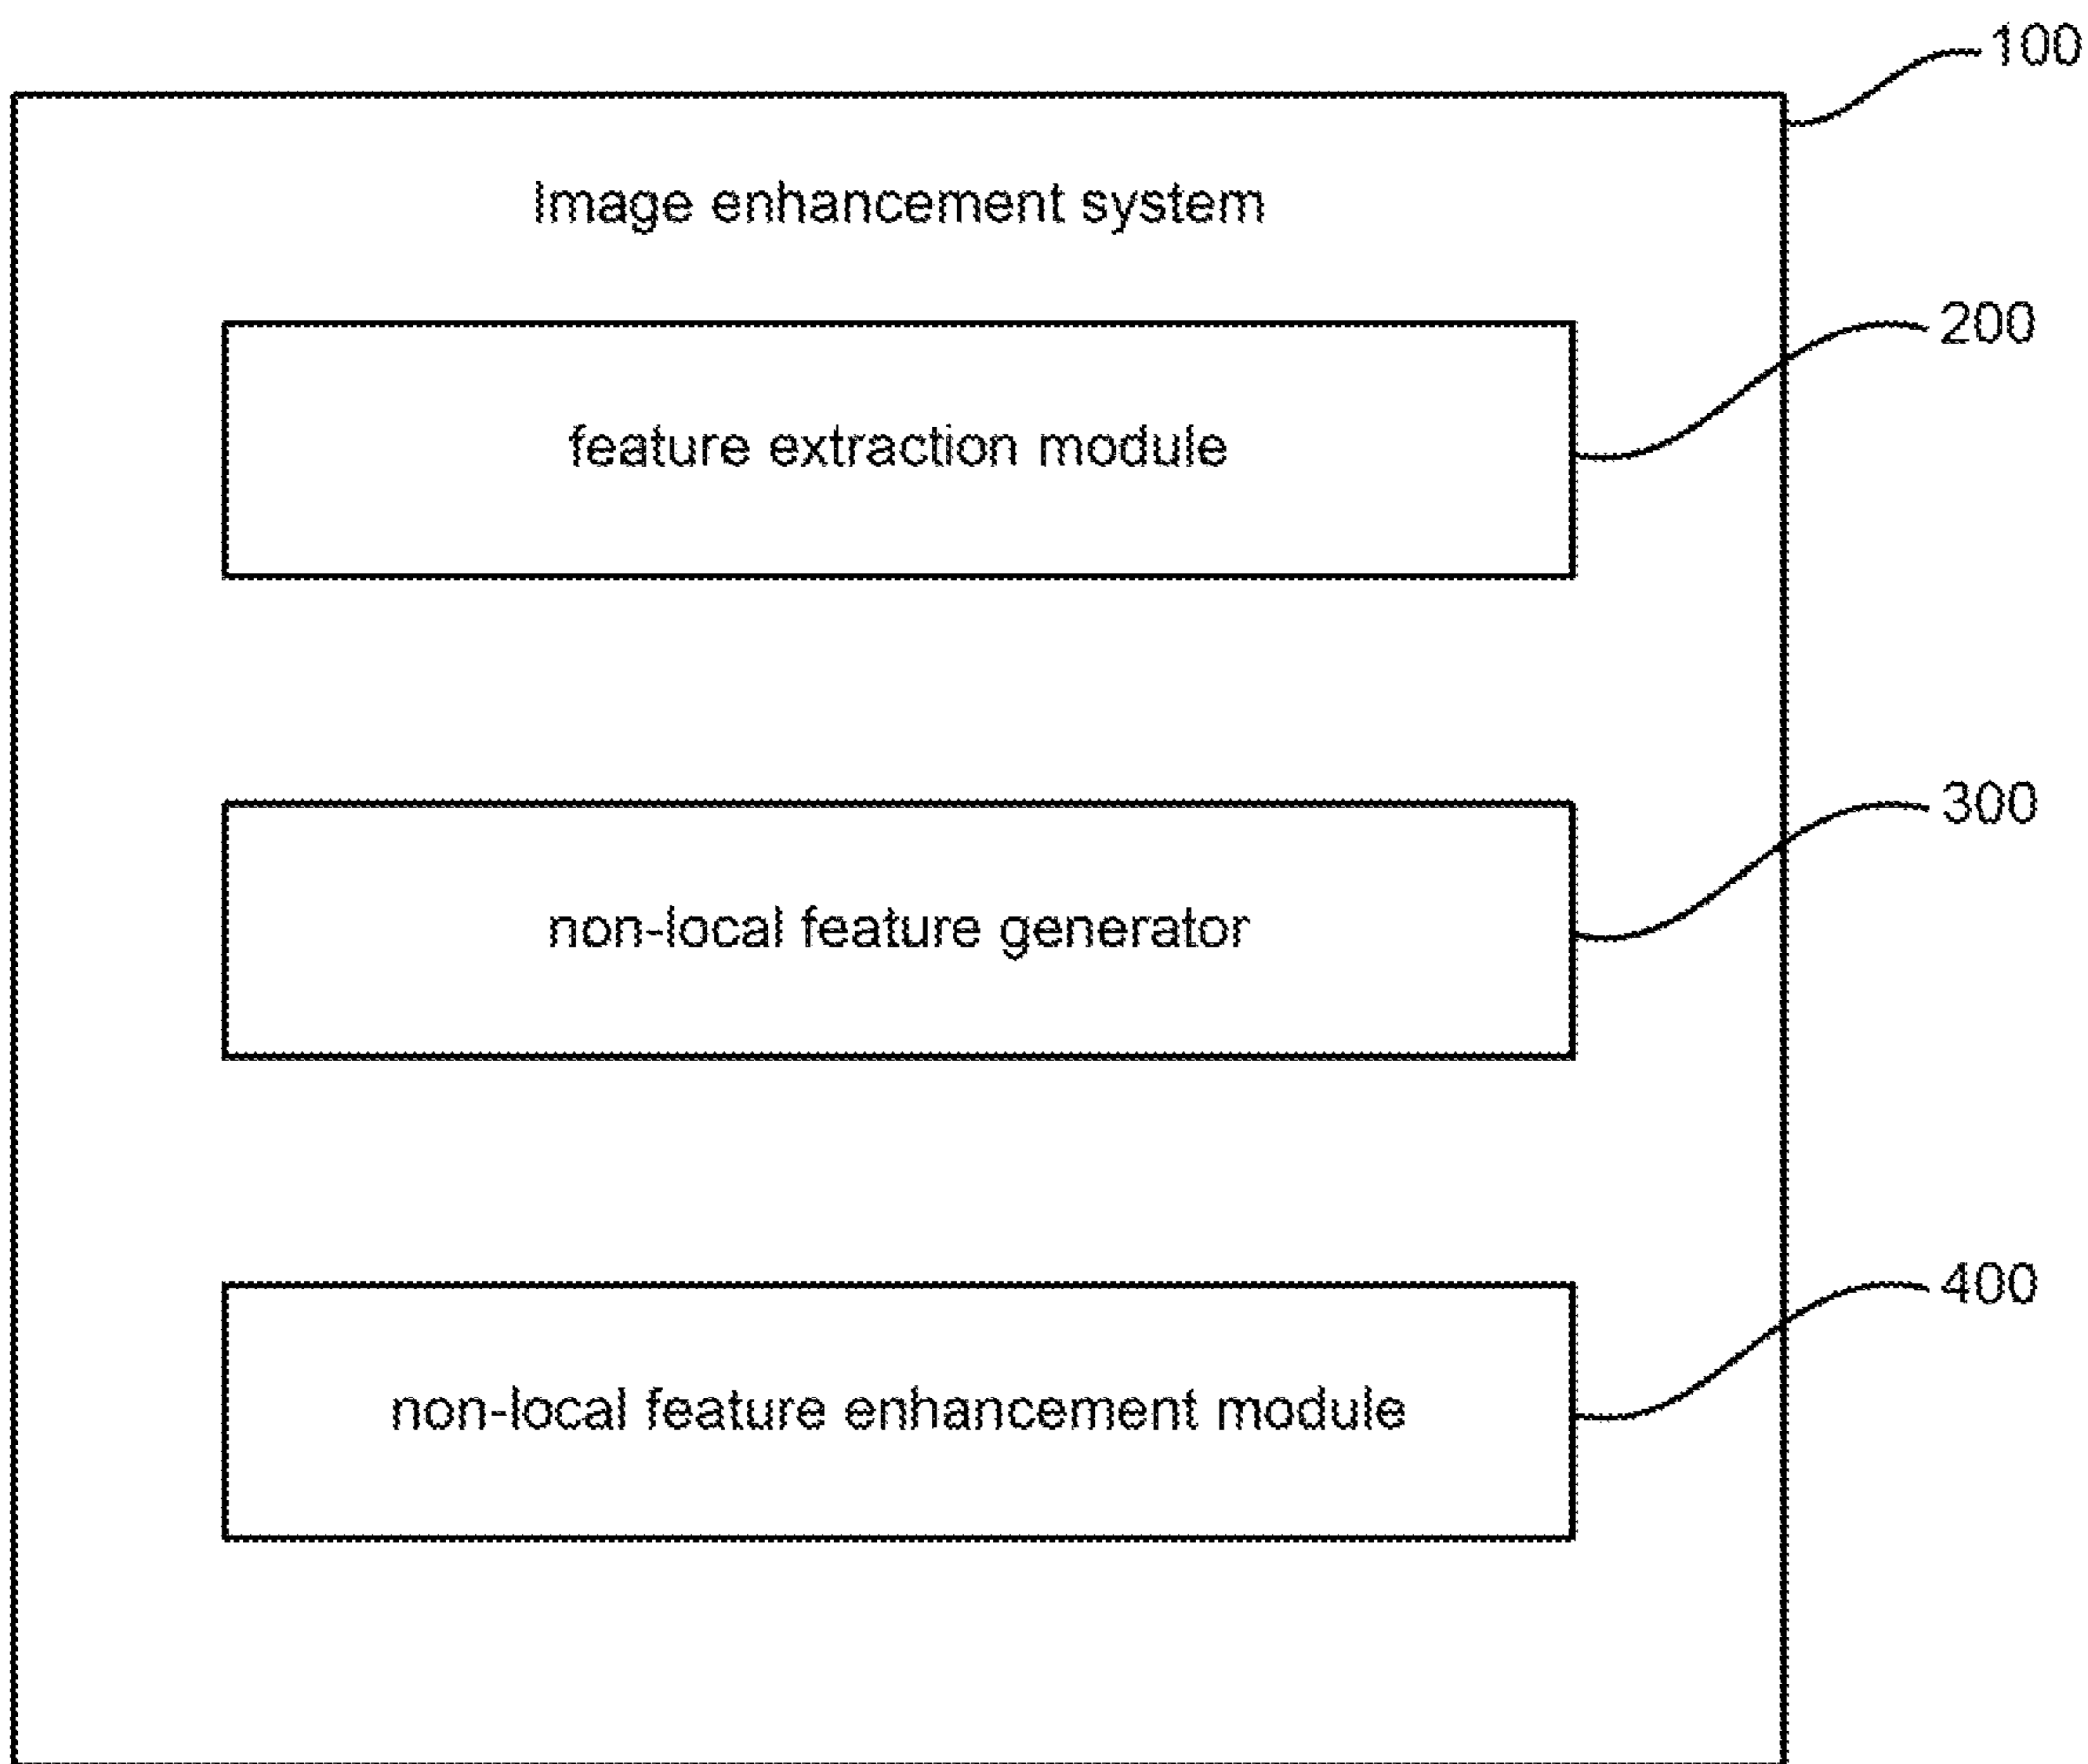 100
Image enhancement system
200
feature extraction module
300
non-local feature generator
400
non-local feature enhancement module